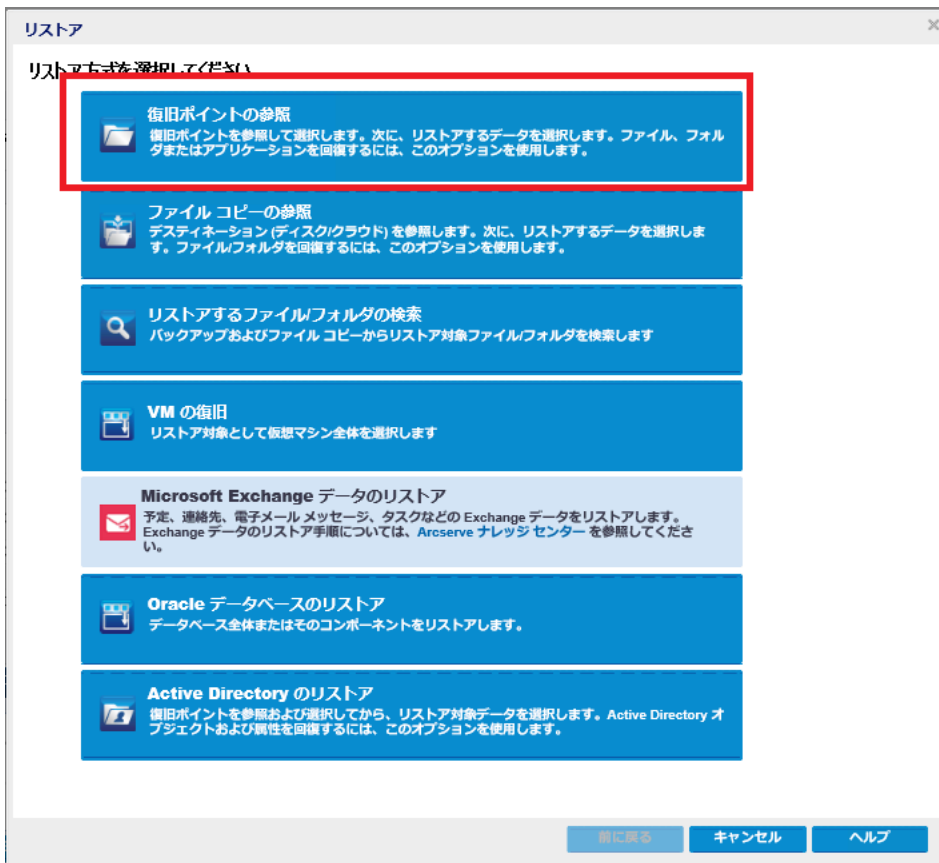 リストア
リストア方式を選択してください
復旧ポイントの参照
復旧ポイントを参照して選択します。次に、リストアするデータを選択します。ファイル、フォル
ダまたはアプリケーションを回復するには、このオプションを使用します。
ファイル コピーの参照
デスティネーション (ディスク/クラウド) を参照します。次に、リストアするデータを選択しま
す。ファイル/フォルダを回復するには、このオプションを使用します。
リストアするファイル/フォルダの検索
バックアップおよびファイル コピーからリストア対象ファイル/フォルダを検索します
VM の復旧
リストア対象として仮想マシン全体を選択します
Microsoft Exchange データのリストア
予定、連絡先、電子メール メッセージ、タスクなどの Exchange データをリストアします。
Exchange データのリストア手順については、Arcserve ナレッジ センター を参照してくださ
い。
Oracle データベースのリストア
データベース全体またはそのコンポーネントをリストアします。
Active Directory のリストア
復旧ポイントを参照および選択してから、リストア対象データを選択します。Active Directory オ
ブジェクトおよび属性を回復するには、このオプションを使用します。
前に戻る キャンセル ヘルプ